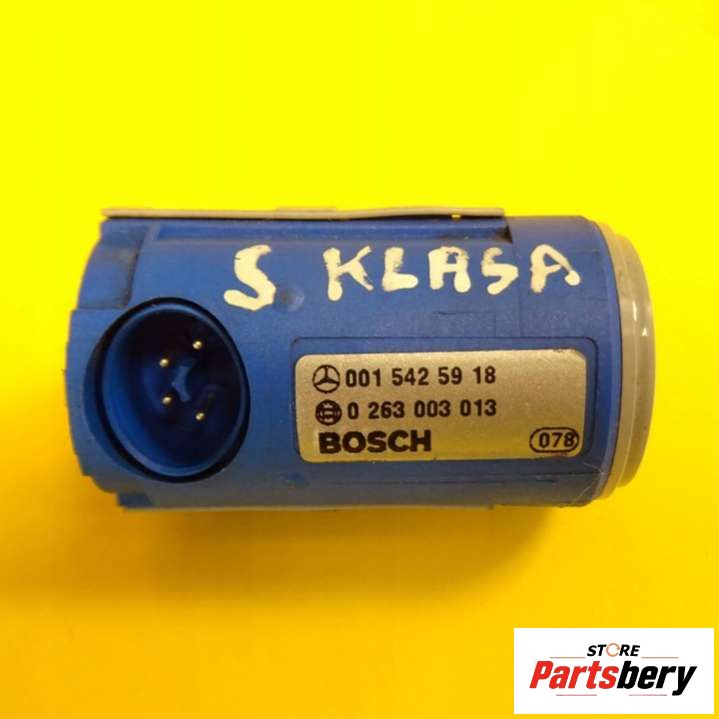 S KLASA
001 542 59 18
0 263 003 013
BOSCH 078
STORE
Partsbery